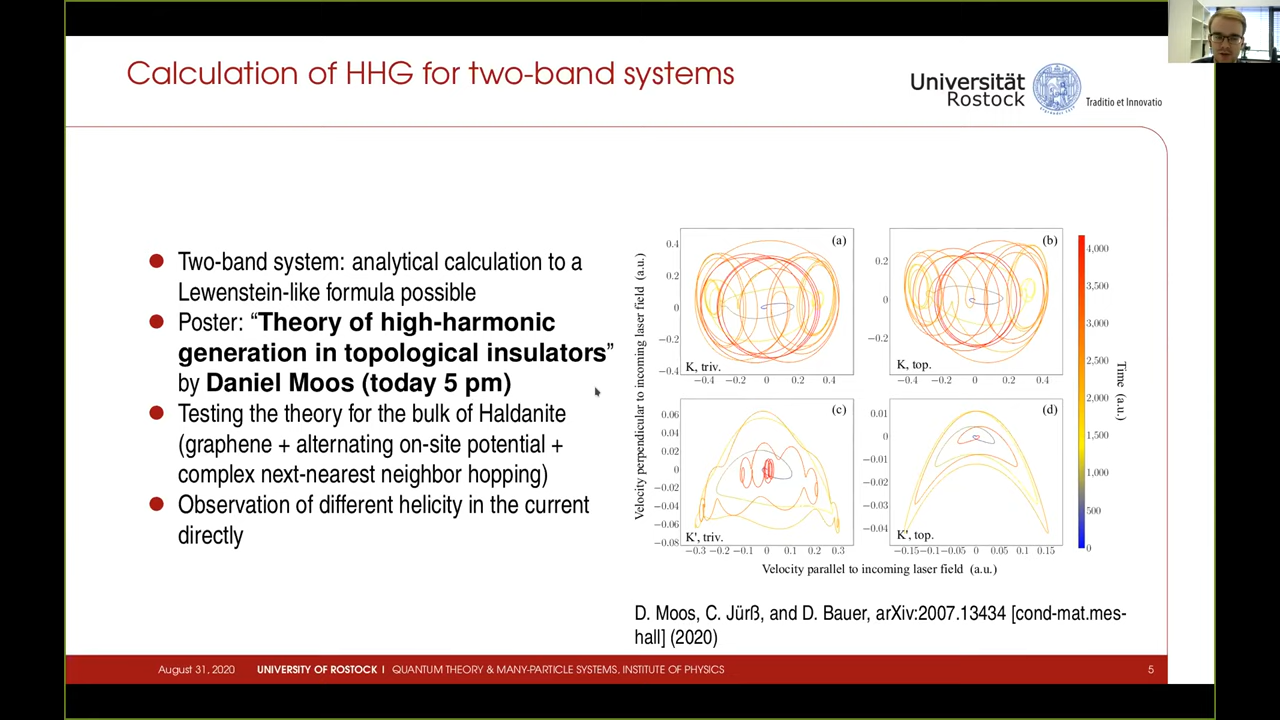 Calculation of HHG for two-band systems
Universität
Rostock
Traditio et Innovatio
Two-band system: analytical calculation to a
Lewenstein-like formula possible
Poster: “Theory of high-harmonic
generation in topological insulators”
by Daniel Moos (today 5 pm)
Testing the theory for the bulk of Haldanite
(graphene + alternating on-site potential +
complex next-nearest neighbor hopping)
Observation of different helicity in the current
directly
Velocity perpendicular to incoming laser field (a.u.)
0.4
0.2
0
−0.2
−0.4
(a)
K, triv.
−0.4 −0.2 0 0.2 0.4
0.2
0
−0.2
(b)
K, top.
−0.4 −0.2 0 0.2 0.4
0.06
0.04
0.02
0
−0.02
−0.04
−0.06
−0.08
(c)
K', triv.
−0.3 −0.2 −0.1 0 0.1 0.2 0.3
0.01
0
−0.01
−0.02
−0.03
−0.04
(d)
K', top.
−0.15−0.1−0.05 0 0.05 0.1 0.15
Velocity parallel to incoming laser field (a.u.)
4,000
3,500
3,000
2,500
2,000
1,500
1,000
500
0
Time (a.u.)
D. Moos, C. Jürß, and D. Bauer, arXiv:2007.13434 [cond-mat.mes-
hall] (2020)
August 31, 2020 UNIVERSITY OF ROSTOCK | QUANTUM THEORY & MANY-PARTICLE SYSTEMS, INSTITUTE OF PHYSICS 5